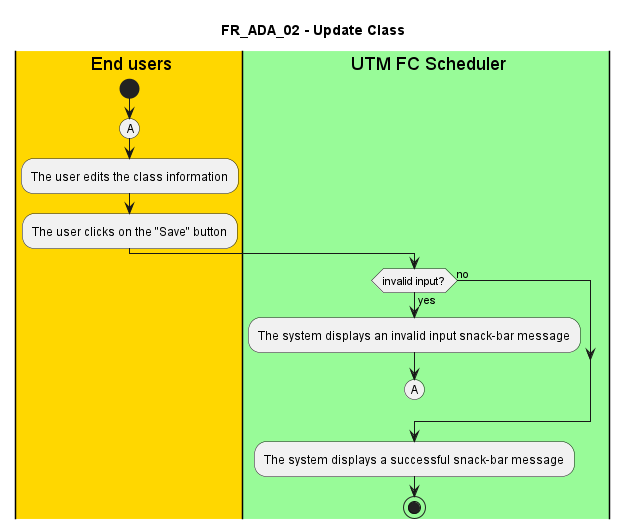 FR_ADA_02 - Update Class
End users
UTM FC Scheduler
A
The user edits the class information
The user clicks on the "Save" button
invalid input?
no
yes
The system displays an invalid input snack-bar message
A
The system displays a successful snack-bar message